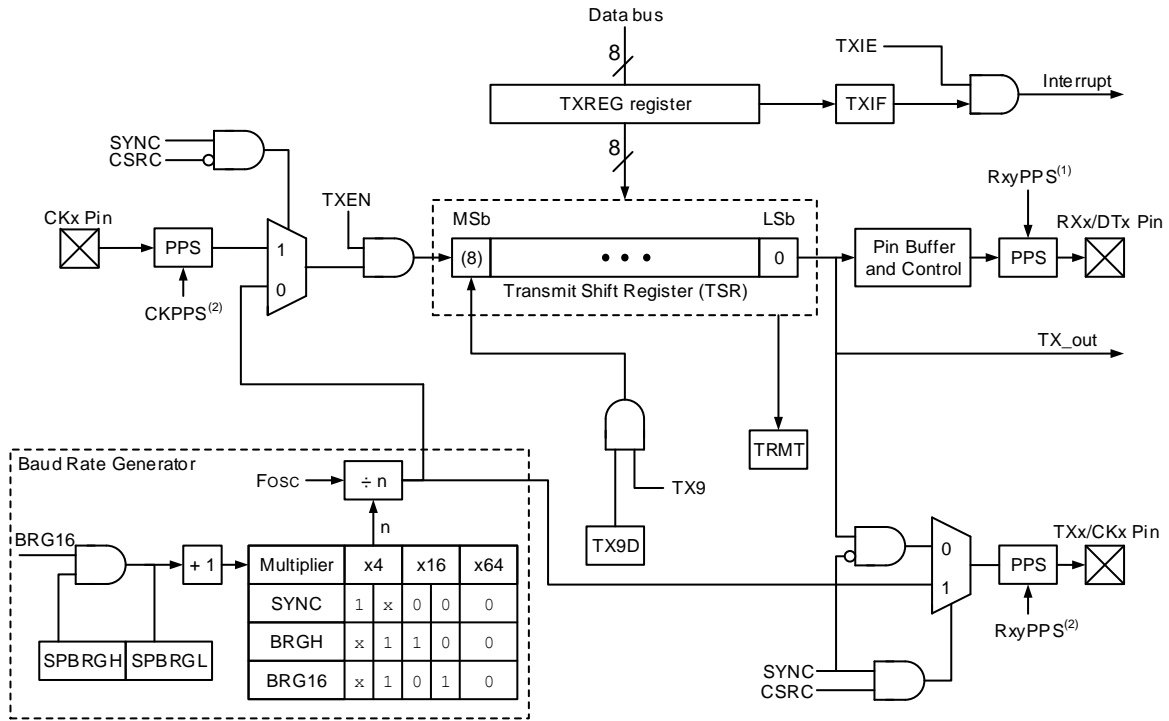 Data bus
8
TXIE
Interrupt
TXREG register
TXIF
SYNC
CSRC
8
TXEN
RxyPPS(1)
CKx Pin
MSb
LSb
RXx/DTx Pin
PPS
1
(8)
• • •
0
Pin Buffer
and Control
PPS
0
Transmit Shift Register (TSR)
CKPPS(2)
TX_out
TRMT
Baud Rate Generator
FOSC
÷ n
TX9
n
TX9D
TXx/CKx Pin
BRG16
+ 1
Multiplier x4 x16 x64
0
PPS
1
SYNC 1 x 0 0 0
BRGH x 1 1 0 0
RxyPPS(2)
SPBRGH SPBRGL
BRG16 x 1 0 1 0
SYNC
CSRC